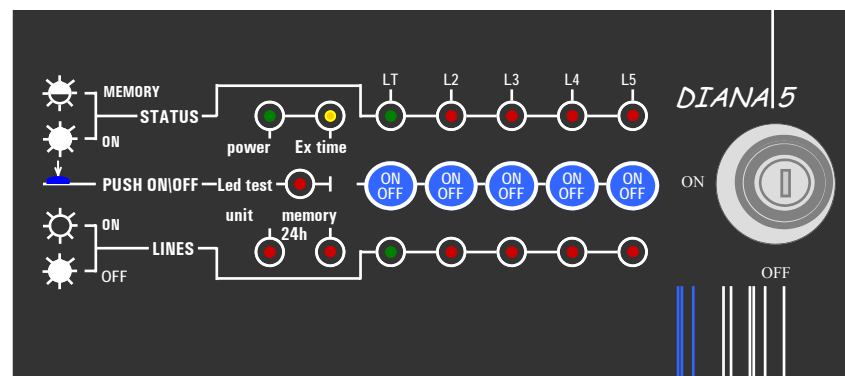 LT L2 L3 L4 L5
MEMORY
DIANA 5
STATUS
ON
power Ex time
PUSH ON\OFF Led test
ON OFF
ON OFF
ON OFF
ON OFF
ON OFF
ON
unit memory
24h
ON
LINES
OFF
OFF